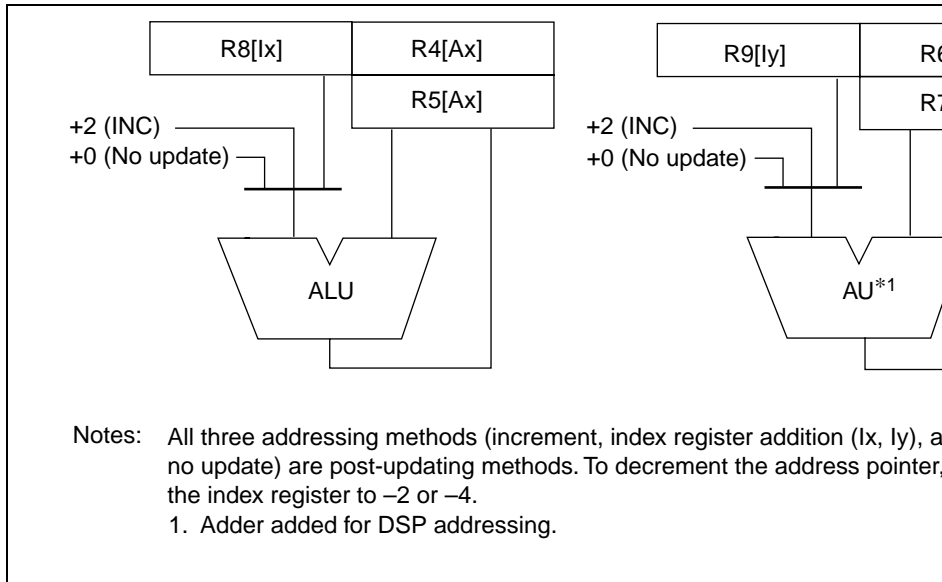 R8[Ix] R4[Ax] R9[Iy]
R5[Ax]
+2 (INC) +2 (INC)
+0 (No update) +0 (No update)
ALU AU*1
Notes: All three addressing methods (increment, index register addition (Ix, Iy),
no update) are post-updating methods. To decrement the address pointer,
the index register to –2 or –4.
1. Adder added for DSP addressing.